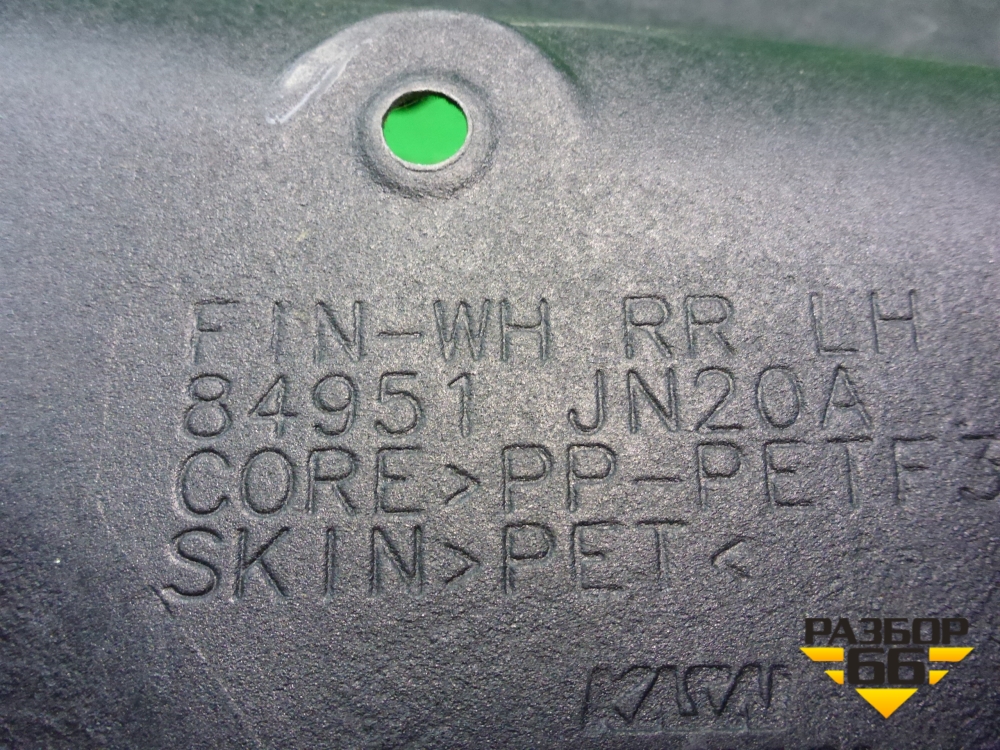 FIN-WH RR LH
84951 JN20A
CORE>PP-PETF3
SKIN>PET<
РАЗБОР
66